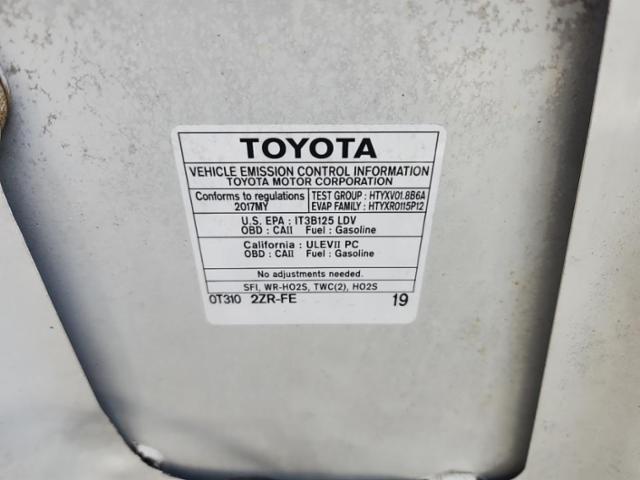 TOYOTA
VEHICLE EMISSION CONTROL INFORMATION
TOYOTA MOTOR CORPORATION
Conforms to regulations
2017MY
TEST GROUP : HTYXV01.8B6A
EVAP FAMILY : HTYXR0115P12
U.S. EPA : IT3B125 LDV
OBD : CAII Fuel : Gasoline
California : ULEVII PC
OBD : CAII Fuel : Gasoline
No adjustments needed.
SFI, WR-HO2S, TWC(2), HO2S
0T310 2ZR-FE 19